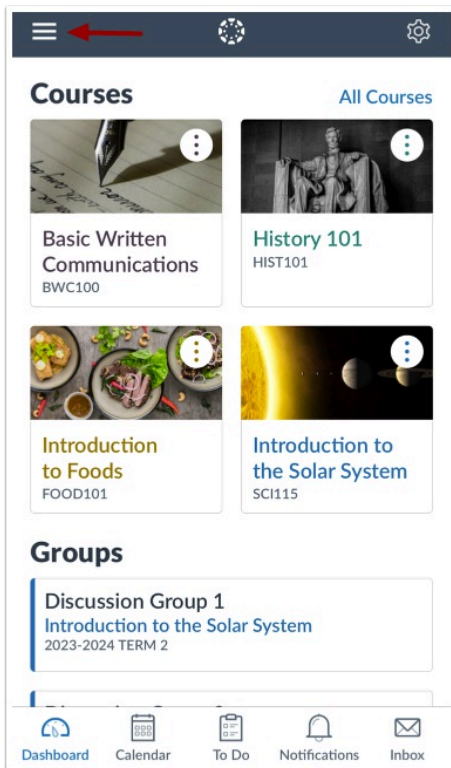 Courses
All Courses
Basic Written
Communications
BWC100
History 101
HIST101
Introduction
to Foods
FOOD101
Introduction to
the Solar System
SCI115
Groups
Discussion Group 1
Introduction to the Solar System
2023-2024 TERM 2
Dashboard
Calendar
To Do
Notifications
Inbox